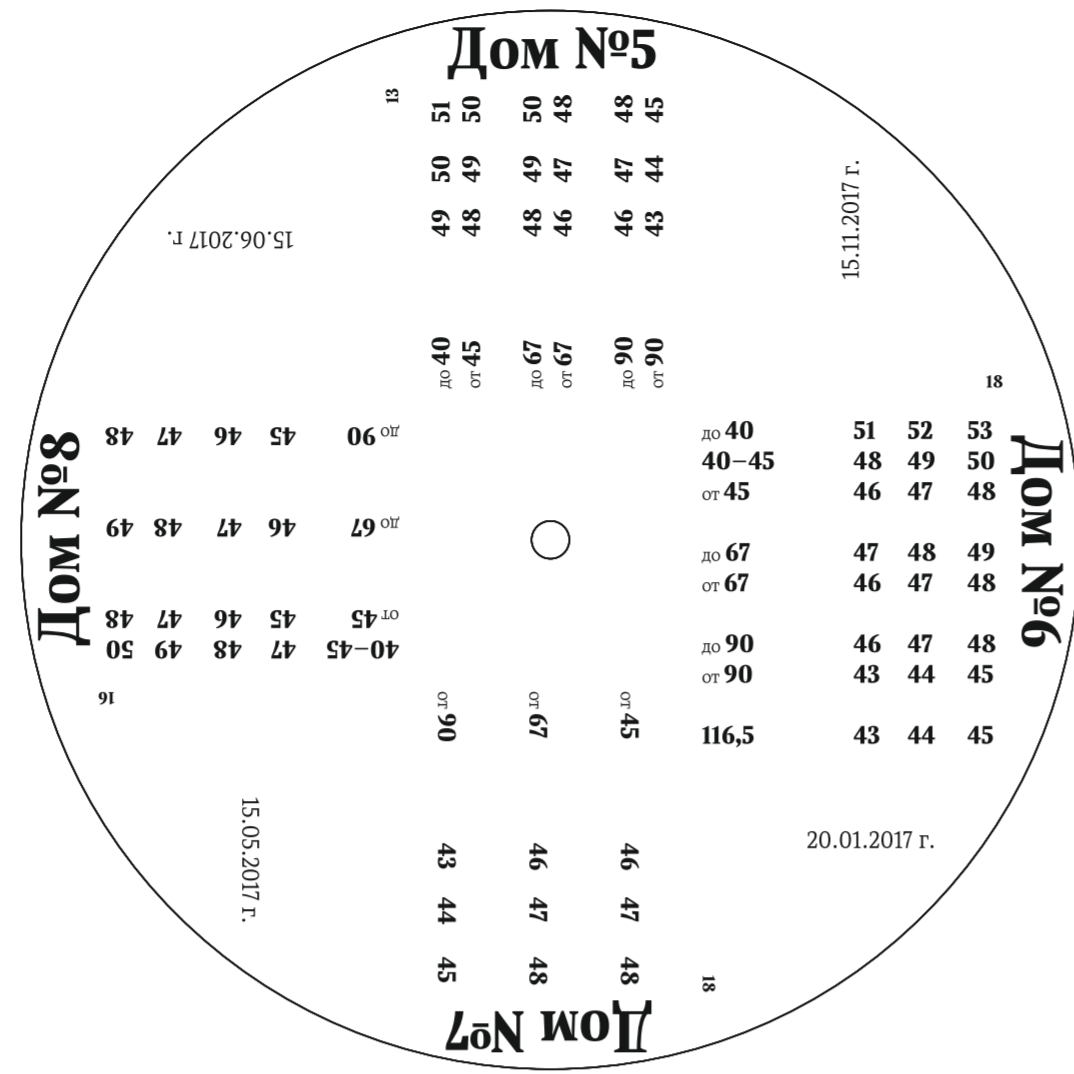 Дом №5
13
до 40 49 50 51
от 45 48 49 50
до 67 48 49 50
от 67 46 47 48
до 90 46 47 48
от 90 43 44 45
15.11.2017 г.
Дом №6
18
до 40 51 52 53
40–45 48 49 50
от 45 46 47 48
до 67 47 48 49
от 67 46 47 48
до 90 46 47 48
от 90 43 44 45
116,5 43 44 45
20.01.2017 г.
Дом №7
18
от 45 46 47 48
от 67 46 47 48
от 90 43 44 45
15.05.2017 г.
Дом №8
16
40–45 47 48 49 50
от 45 45 46 47 48
до 67 46 47 48 49
до 90 45 46 47 48
15.06.2017 г.